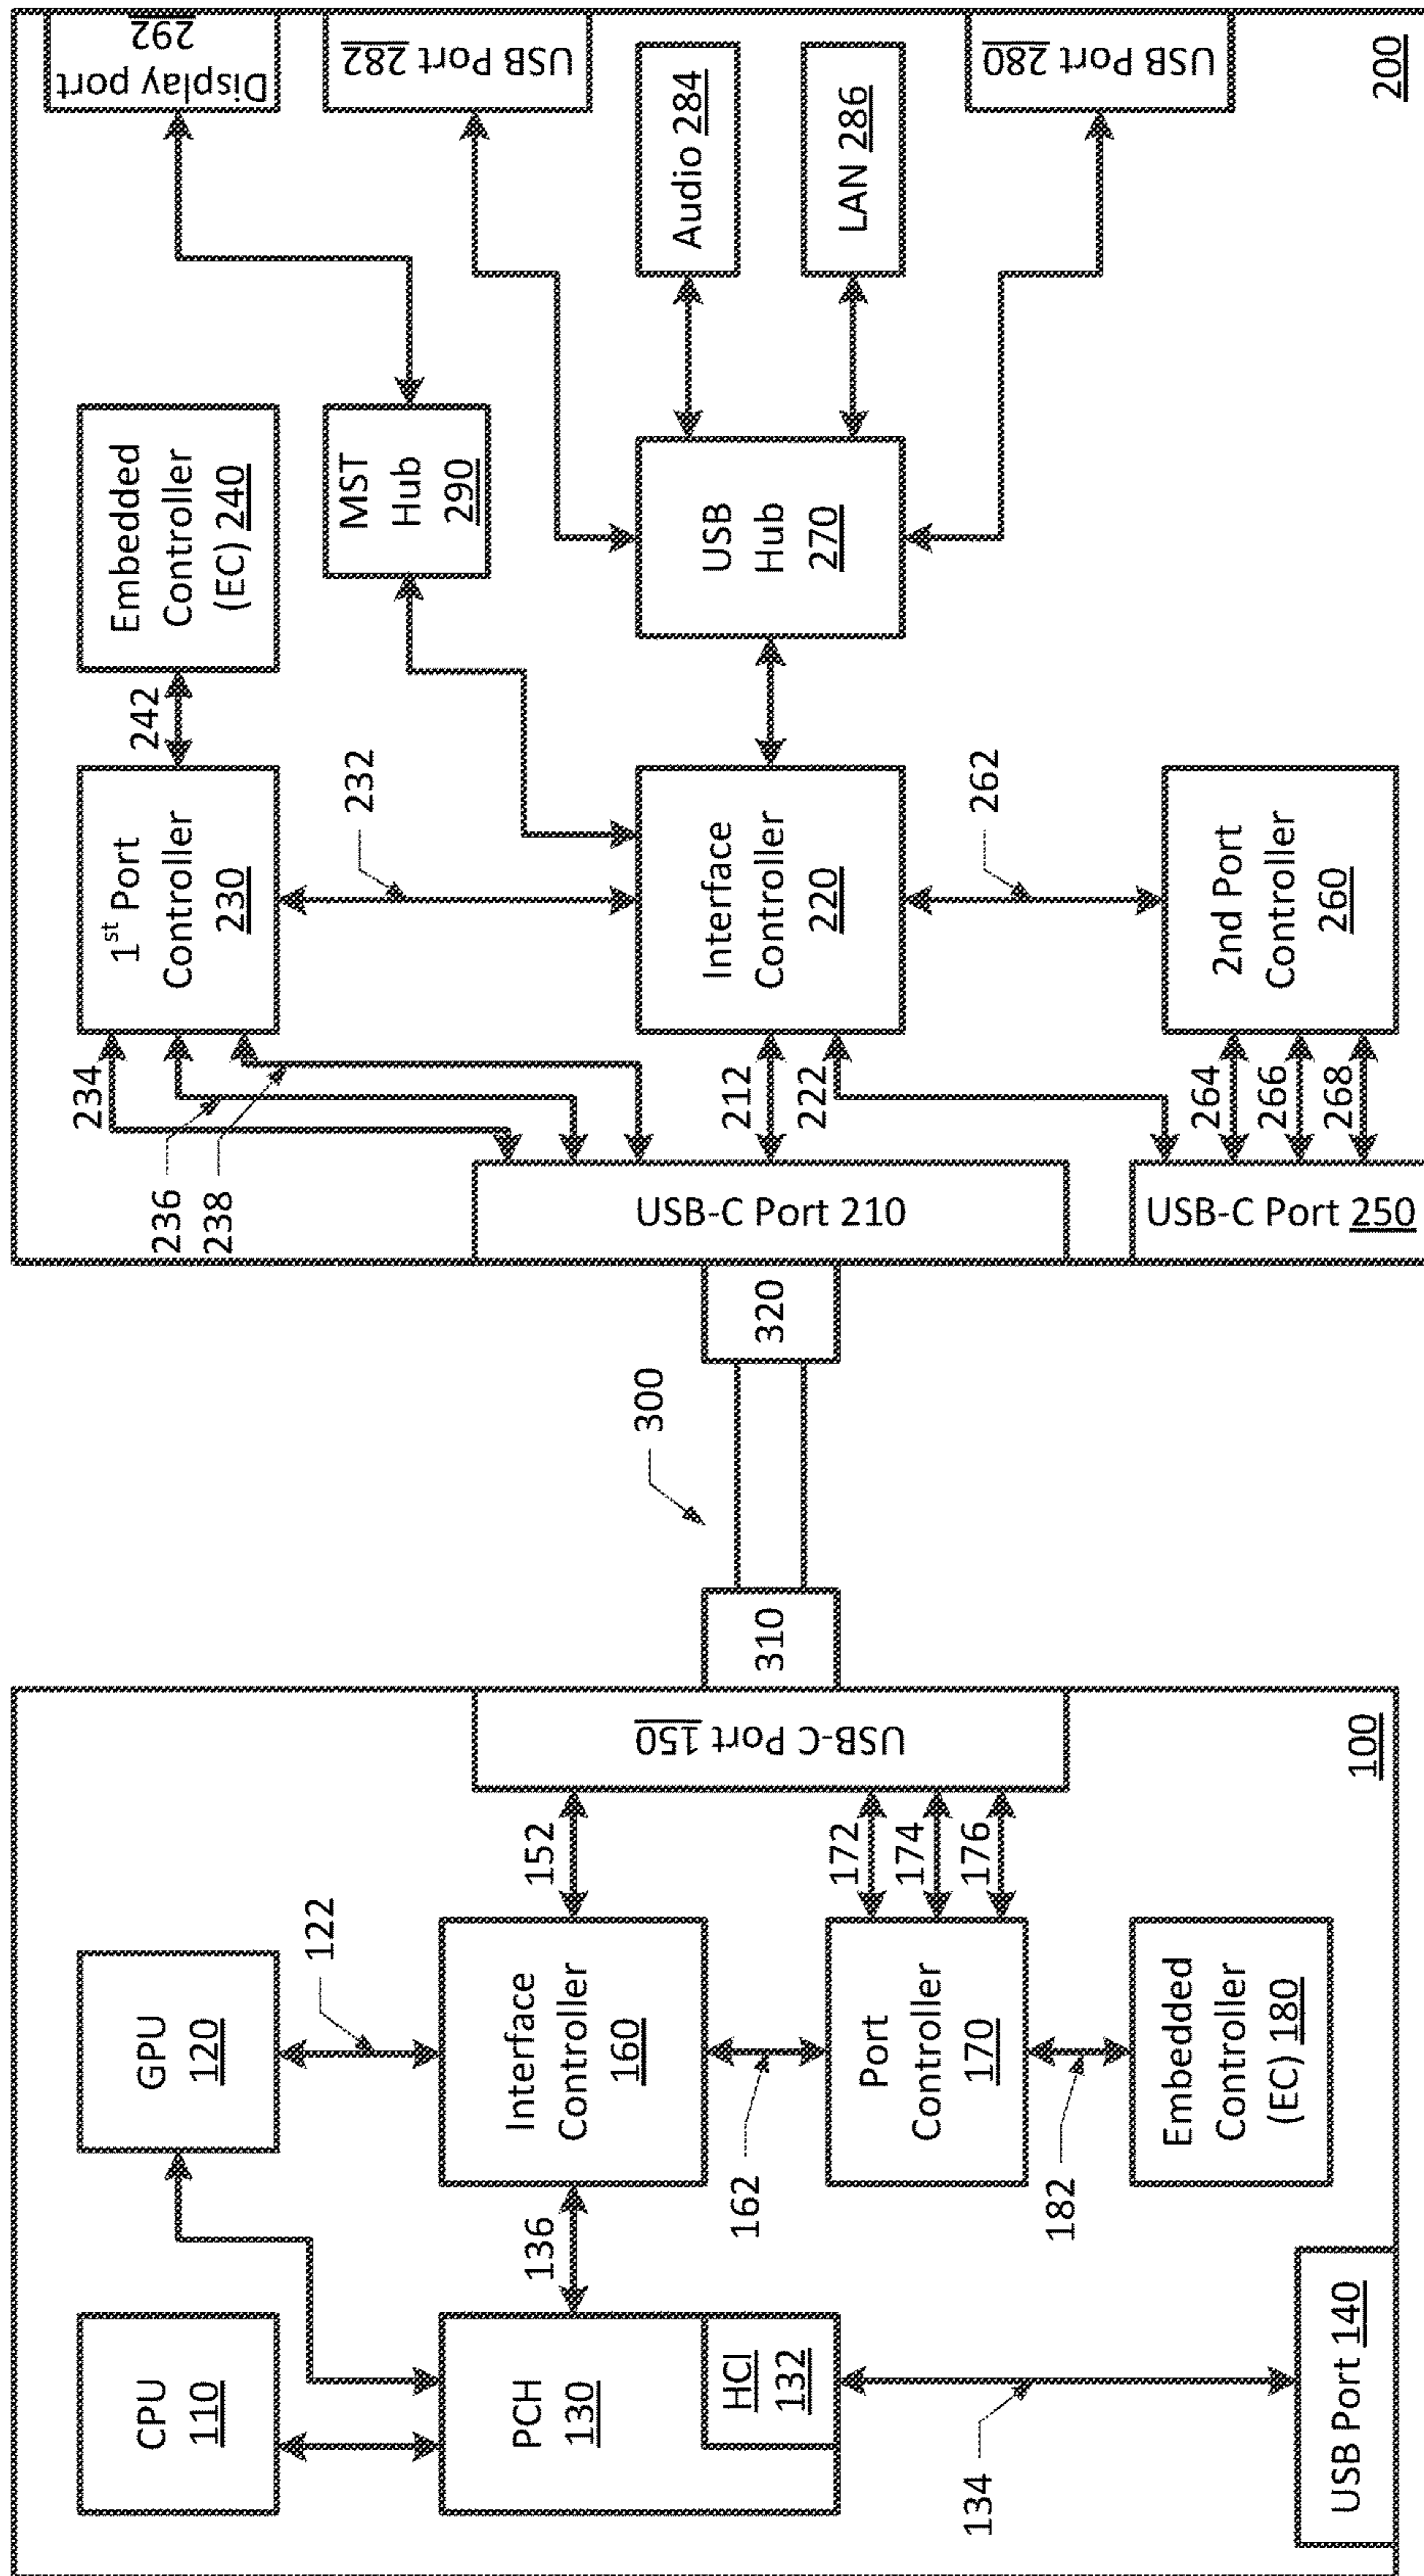 CPU
110
GPU
120
122
PCH
130
HCI
132
136
134
USB Port 140
Interface
Controller
160
152
162
Port
Controller
170
172
174
176
182
Embedded
Controller
(EC) 180
USB-C Port 150
100
310
300
320
USB-C Port 210
USB-C Port 250
234
236
238
1st Port
Controller
230
242
Embedded
Controller
(EC) 240
232
212
222
Interface
Controller
220
262
264
266
268
2nd Port
Controller
260
MST
Hub
290
USB
Hub
270
Display port
292
USB Port 282
Audio 284
LAN 286
USB Port 280
200